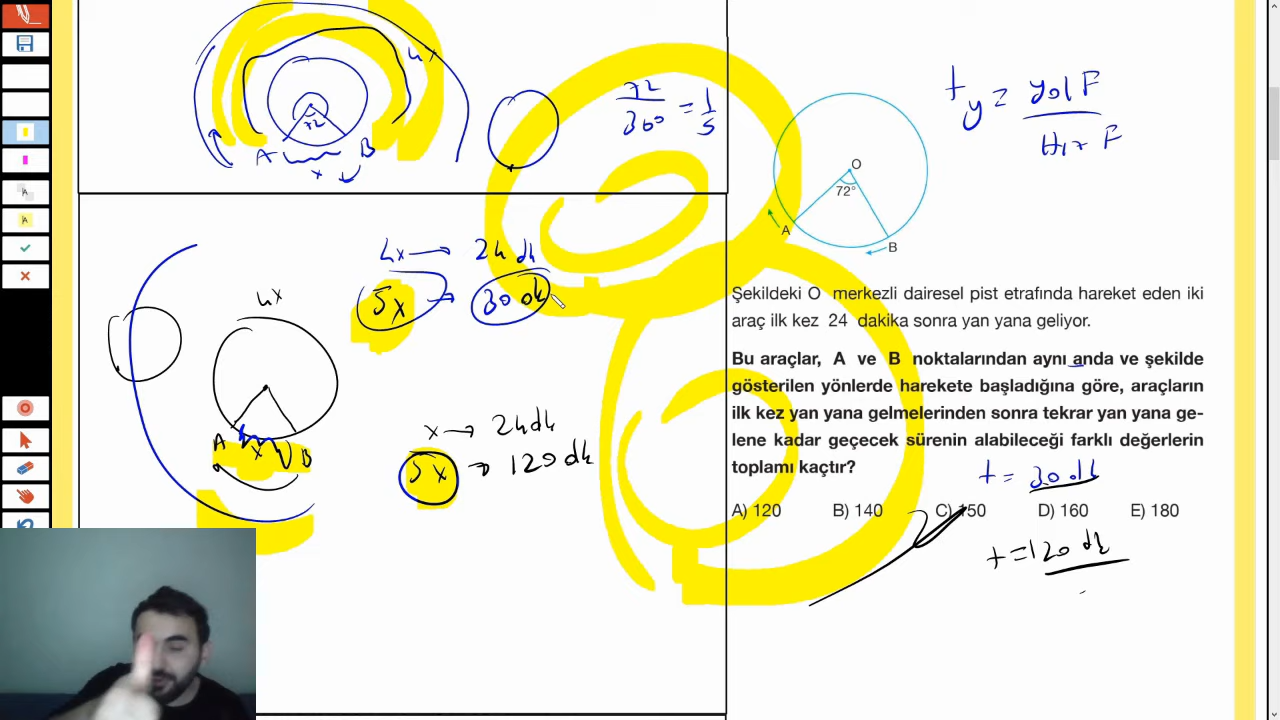 4x
72
A B
x
72/360 = 1/5
t y = yol F / Hız F
O
72°
A
B
4x → 24 dk
5x → 30 dk
4x
A x B
x → 24 dk
5x → 120 dk
Şekildeki O merkezli dairesel pist etrafında hareket eden iki
araç ilk kez 24 dakika sonra yan yana geliyor.
Bu araçlar, A ve B noktalarından aynı anda ve şekilde
gösterilen yönlerde harekete başladığına göre, araçların
ilk kez yan yana gelmelerinden sonra tekrar yan yana ge-
lene kadar geçecek sürenin alabileceği farklı değerlerin
toplamı kaçtır?
t = 30 dk
A) 120 B) 140 C) 150 D) 160 E) 180
t = 120 dk